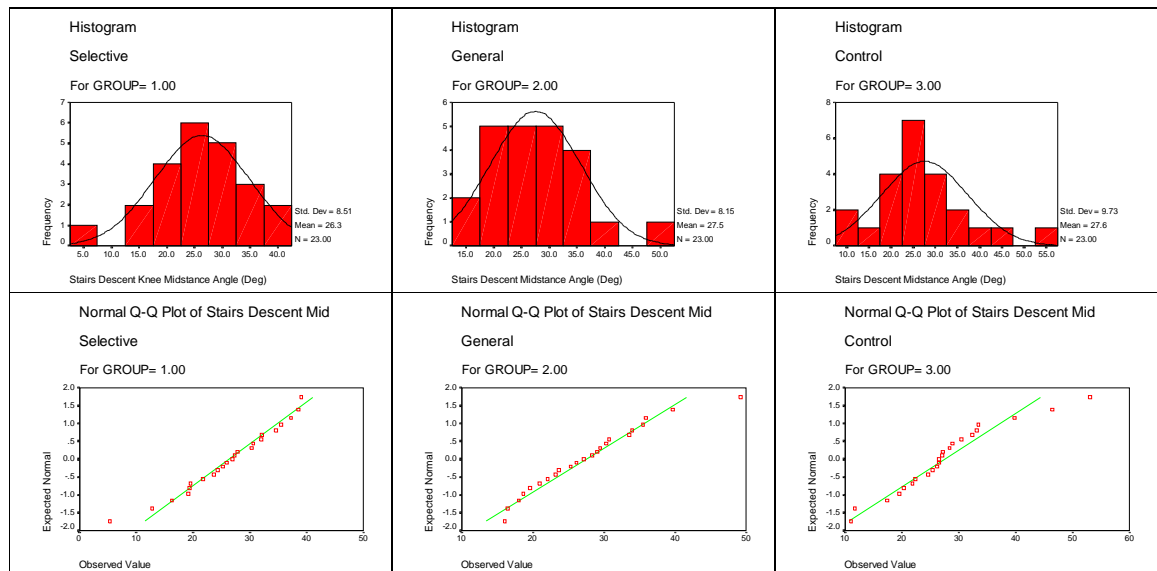 Histogram
Selective
For GROUP= 1.00
7
6
5
4
3
2
1
0
Frequency
5.0 10.0 15.0 20.0 25.0 30.0 35.0 40.0
Std. Dev = 8.51
Mean = 26.3
N = 23.00
Stairs Descent Knee Midstance Angle (Deg)
Histogram
General
For GROUP= 2.00
6
5
4
3
2
1
0
Frequency
15.0 20.0 25.0 30.0 35.0 40.0 45.0 50.0
Std. Dev = 8.15
Mean = 27.5
N = 23.00
Stairs Descent Midstance Angle (Deg)
Histogram
Control
For GROUP= 3.00
8
6
4
2
0
Frequency
10.0 15.0 20.0 25.0 30.0 35.0 40.0 45.0 50.0 55.0
Std. Dev = 9.73
Mean = 27.6
N = 23.00
Stairs Descent Midstance Angle (Deg)
Normal Q-Q Plot of Stairs Descent Mid
Selective
For GROUP= 1.00
2.0
1.5
1.0
.5
0.0
-.5
-1.0
-1.5
-2.0
Expected Normal
0 10 20 30 40 50
Observed Value
Normal Q-Q Plot of Stairs Descent Mid
General
For GROUP= 2.00
2.0
1.5
1.0
.5
0.0
-.5
-1.0
-1.5
-2.0
Expected Normal
10 20 30 40 50
Observed Value
Normal Q-Q Plot of Stairs Descent Mid
Control
For GROUP= 3.00
2.0
1.5
1.0
.5
0.0
-.5
-1.0
-1.5
-2.0
Expected Normal
10 20 30 40 50 60
Observed Value